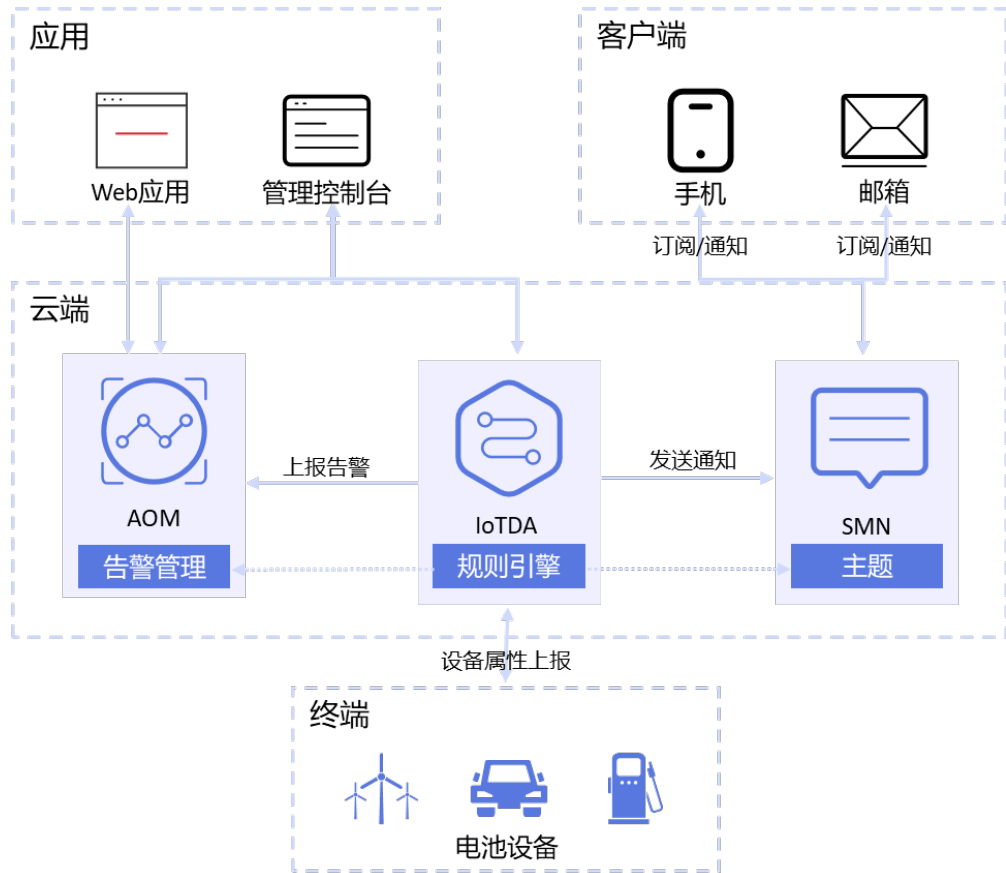 应用
客户端
Web应用
管理控制台
手机
邮箱
订阅/通知
订阅/通知
云端
上报告警
发送通知
AOM
IoTDA
SMN
告警管理
规则引擎
主题
设备属性上报
终端
电池设备